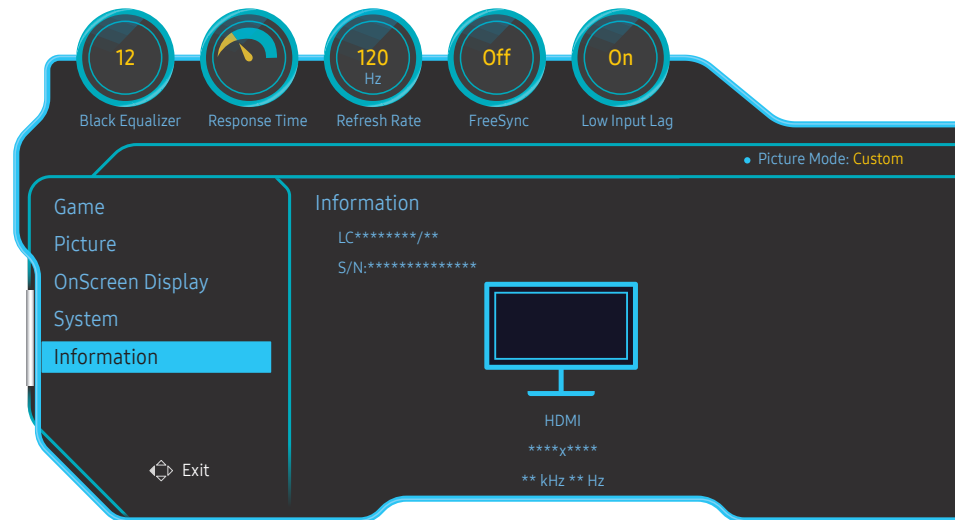 12
120
Hz
Off
On
Black Equalizer
Response Time
Refresh Rate
FreeSync
Low Input Lag
• Picture Mode: Custom
Game
Picture
OnScreen Display
System
Information
Exit
Information
LC********/**
S/N:**************
HDMI
****x****
** kHz ** Hz